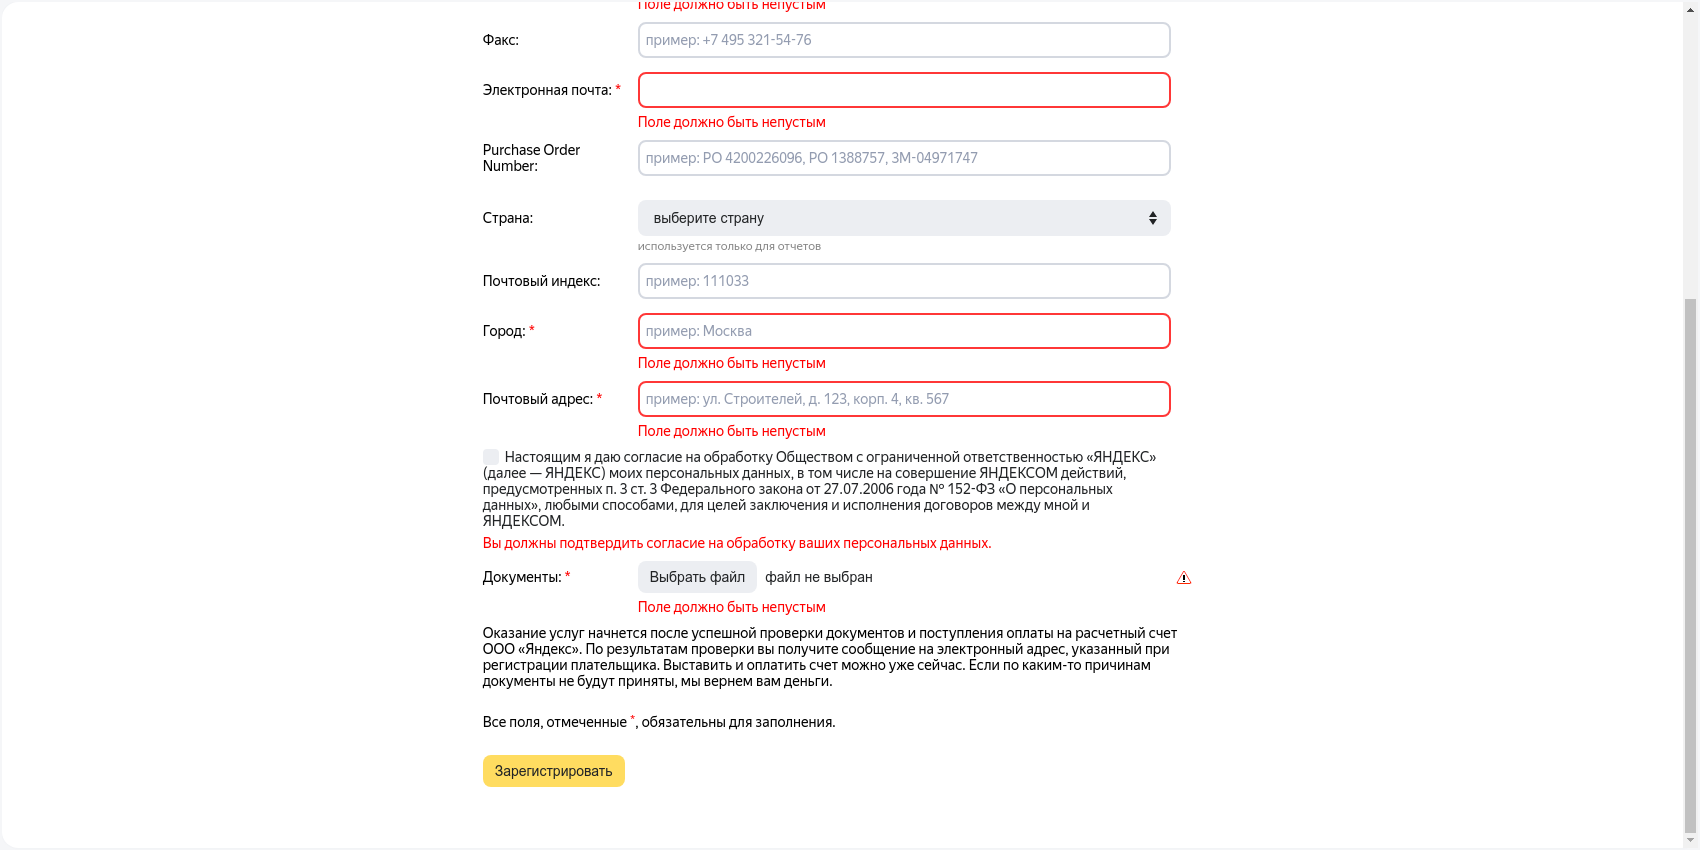 Поле должно быть непустым
Факс:
пример: +7 495 321-54-76
Электронная почта: *
Поле должно быть непустым
Purchase Order
Number:
пример: PO 4200226096, РО 1388757, ЗМ-04971747
Страна:
выберите страну
используется только для отчетов
Почтовый индекс:
пример: 111033
Город: *
пример: Москва
Поле должно быть непустым
Почтовый адрес: *
пример: ул. Строителей, д. 123, корп. 4, кв. 567
Поле должно быть непустым
Настоящим я даю согласие на обработку Обществом с ограниченной ответственностью «ЯНДЕКС»
(далее — ЯНДЕКС) моих персональных данных, в том числе на совершение ЯНДЕКСОМ действий,
предусмотренных п. 3 ст. 3 Федерального закона от 27.07.2006 года № 152-ФЗ «О персональных
данных», любыми способами, для целей заключения и исполнения договоров между мной и
ЯНДЕКСОМ.
Вы должны подтвердить согласие на обработку ваших персональных данных.
Документы: *
Выбрать файл
файл не выбран
Поле должно быть непустым
Оказание услуг начнется после успешной проверки документов и поступления оплаты на расчетный счет
ООО «Яндекс». По результатам проверки вы получите сообщение на электронный адрес, указанный при
регистрации плательщика. Выставить и оплатить счет можно уже сейчас. Если по каким-то причинам
документы не будут приняты, мы вернем вам деньги.
Все поля, отмеченные *, обязательны для заполнения.
Зарегистрировать